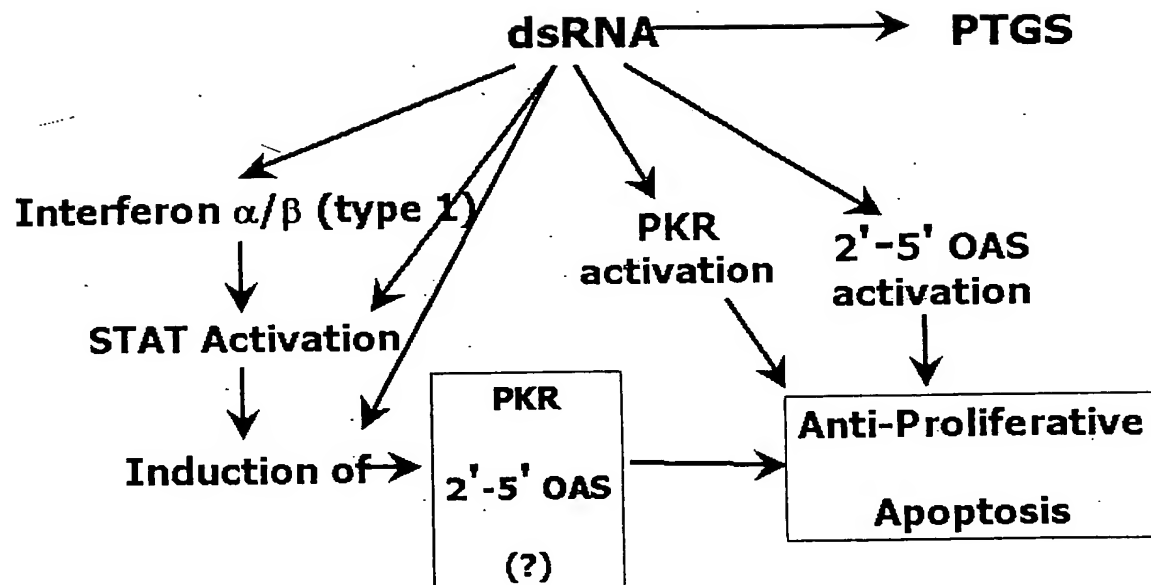 dsRNA
PTGS
Interferon α/β (type 1)
PKR
activation
2'-5' OAS
activation
STAT Activation
Induction of
PKR
2'-5' OAS
(?)
Anti-Proliferative
Apoptosis